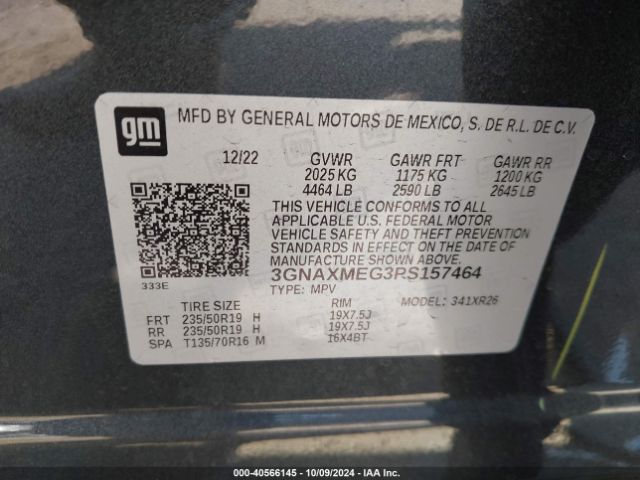 gm
MFD BY GENERAL MOTORS DE MEXICO, S. DE R.L. DE C.V.
12/22 GVWR GAWR FRT GAWR RR
2025 KG 1175 KG 1200 KG
4464 LB 2590 LB 2645 LB
THIS VEHICLE CONFORMS TO ALL
APPLICABLE U.S. FEDERAL MOTOR
VEHICLE SAFETY AND THEFT PREVENTION
STANDARDS IN EFFECT ON THE DATE OF
MANUFACTURE SHOWN ABOVE.
333E 3GNAXMEG3PS157464
TYPE: MPV MODEL: 341XR26
TIRE SIZE RIM
FRT 235/50R19 H 19X7.5J
RR 235/50R19 H 19X7.5J
SPA T135/70R16 M 16X4BT
000-40566145 - 10/09/2024 - IAA Inc.